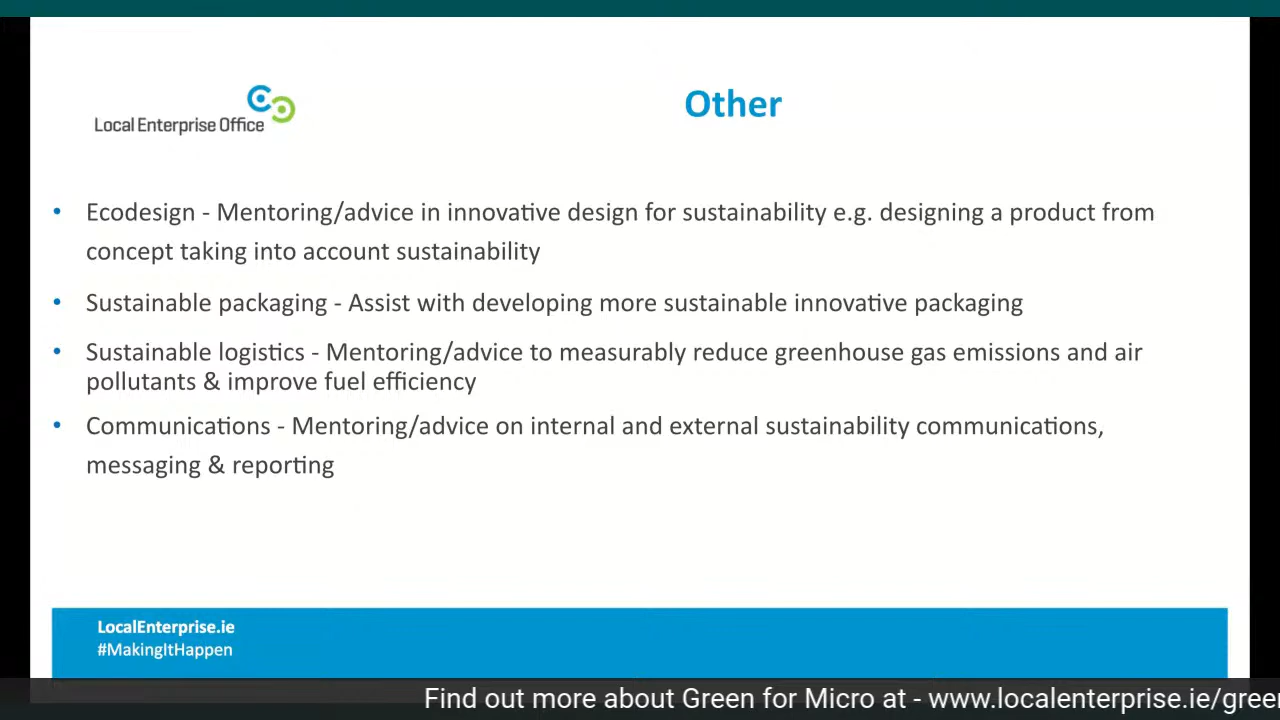 Local Enterprise Office
Other
• Ecodesign - Mentoring/advice in innovative design for sustainability e.g. designing a product from
concept taking into account sustainability
• Sustainable packaging - Assist with developing more sustainable innovative packaging
• Sustainable logistics - Mentoring/advice to measurably reduce greenhouse gas emissions and air
pollutants & improve fuel efficiency
• Communications - Mentoring/advice on internal and external sustainability communications,
messaging & reporting
LocalEnterprise.ie
#MakingItHappen
Find out more about Green for Micro at - www.localenterprise.ie/green